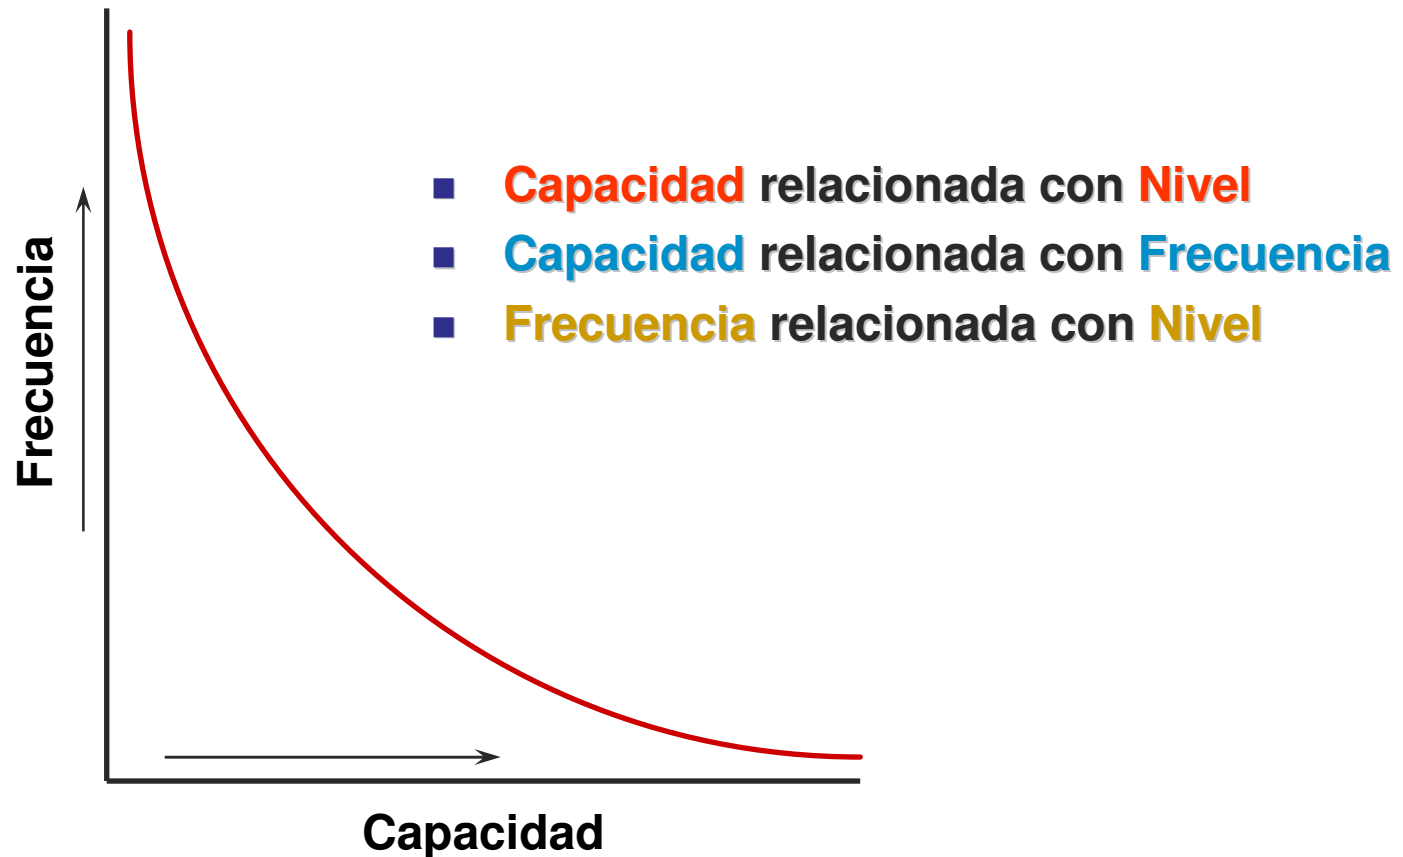 Capacidad relacionada con Nivel
Capacidad relacionada con Frecuencia
Frecuencia relacionada con Nivel
Frecuencia
Capacidad